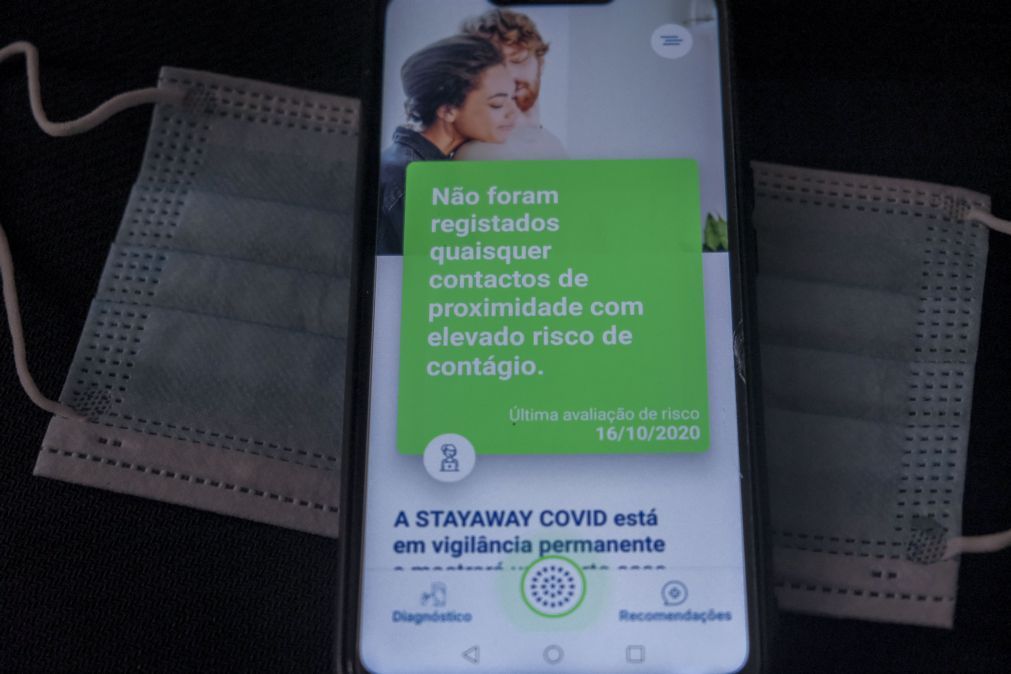 Não foram
registados
quaisquer
contactos de
proximidade com
elevado risco de
contágio.
Última avaliação de risco
16/10/2020
A STAYAWAY COVID está
em vigilância permanente
Diagnóstico
Recomendações